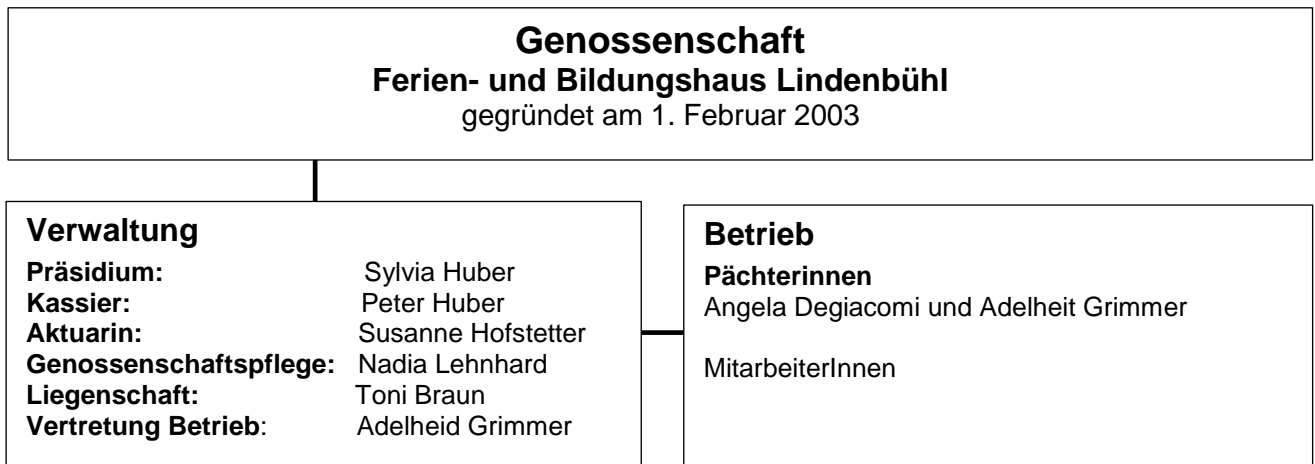 Genossenschaft
Ferien- und Bildungshaus Lindenbühl
gegründet am 1. Februar 2003
Verwaltung
Präsidium: Sylvia Huber
Kassier: Peter Huber
Aktuarin: Susanne Hofstetter
Genossenschaftspflege: Nadia Lehnhard
Liegenschaft: Toni Braun
Vertretung Betrieb: Adelheid Grimmer
Betrieb
Pächterinnen
Angela Degiacomi und Adelheit Grimmer
MitarbeiterInnen